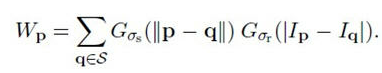 W_p = ∑_{q∈S} G_{σ_s}(‖p − q‖) G_{σ_r}(|I_p − I_q|).